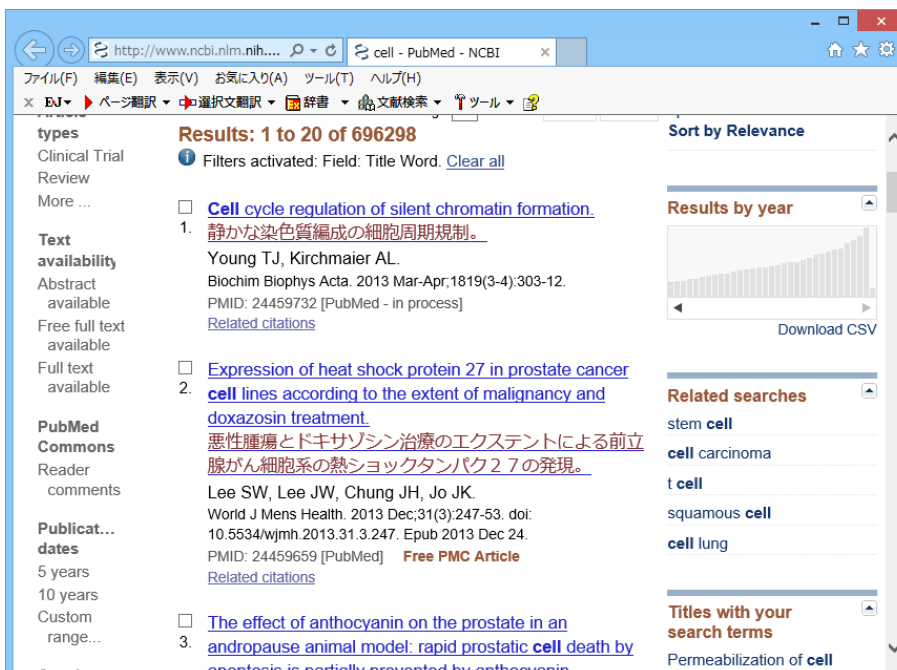 http://www.ncbi.nlm.nih....
cell - PubMed - NCBI
ファイル(F) 編集(E) 表示(V) お気に入り(A) ツール(T) ヘルプ(H)
EJ ページ翻訳 選択文翻訳 辞書 文献検索 ツール
types
Clinical Trial
Review
More ...
Text
availability
Abstract
available
Free full text
available
Full text
available
PubMed
Commons
Reader
comments
Publicat...
dates
5 years
10 years
Custom
range...
Results: 1 to 20 of 696298
Filters activated: Field: Title Word. Clear all
1. Cell cycle regulation of silent chromatin formation.
静かな染色質編成の細胞周期規制。
Young TJ, Kirchmaier AL.
Biochim Biophys Acta. 2013 Mar-Apr;1819(3-4):303-12.
PMID: 24459732 [PubMed - in process]
Related citations
2. Expression of heat shock protein 27 in prostate cancer
cell lines according to the extent of malignancy and
doxazosin treatment.
悪性腫瘍とドキサゾシン治療のエクステントによる前立
腺がん細胞系の熱ショックタンパク２７の発現。
Lee SW, Lee JW, Chung JH, Jo JK.
World J Mens Health. 2013 Dec;31(3):247-53. doi:
10.5534/wjmh.2013.31.3.247. Epub 2013 Dec 24.
PMID: 24459659 [PubMed] Free PMC Article
Related citations
3. The effect of anthocyanin on the prostate in an
andropause animal model: rapid prostatic cell death by
apoptosis is partially prevented by anthocyanin
Sort by Relevance
Results by year
Download CSV
Related searches
stem cell
cell carcinoma
t cell
squamous cell
cell lung
Titles with your
search terms
Permeabilization of cell